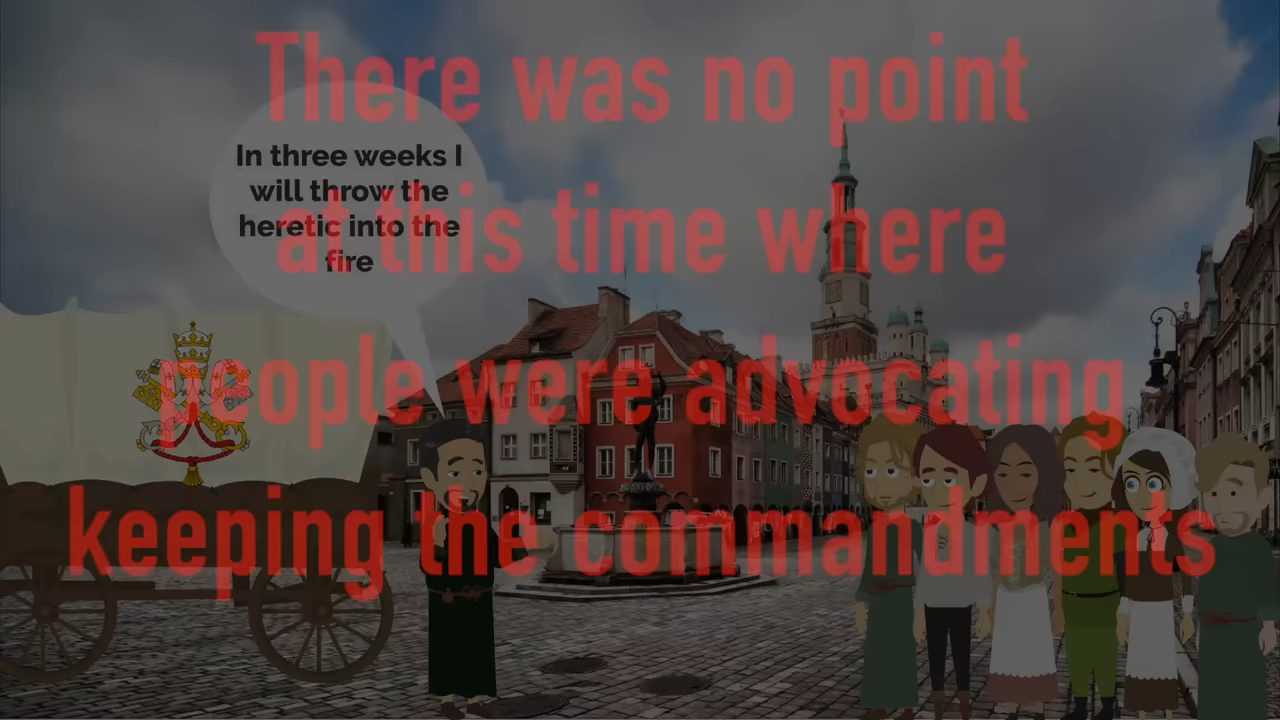 There was no point
at this time where
people were advocating
keeping the commandments
In three weeks I
will throw the
heretic into the
fire